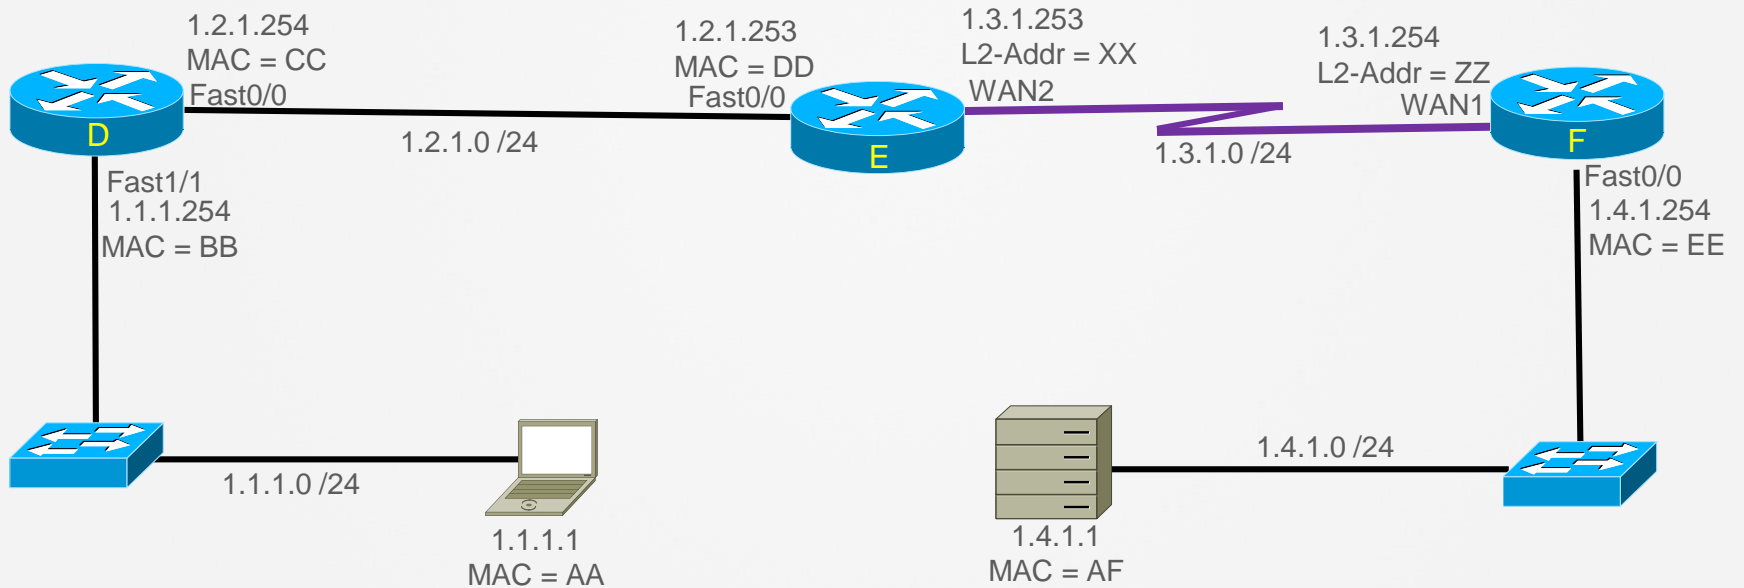 1.2.1.254
MAC = CC
Fast0/0
D
1.2.1.0 /24
1.2.1.253
MAC = DD
Fast0/0
E
1.3.1.253
L2-Addr = XX
WAN2
1.3.1.0 /24
1.3.1.254
L2-Addr = ZZ
WAN1
F
Fast1/1
1.1.1.254
MAC = BB
Fast0/0
1.4.1.254
MAC = EE
1.1.1.0 /24
1.1.1.1
MAC = AA
1.4.1.1
MAC = AF
1.4.1.0 /24